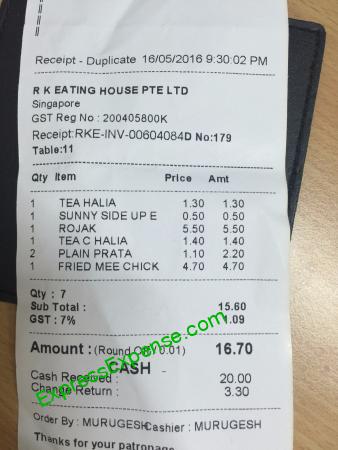 Receipt - Duplicate 16/05/2016 9:30:02 PM
R K EATING HOUSE PTE LTD
Singapore
GST Reg No : 200405800K
Receipt:RKE-INV-00604084D No:179
Table:11
Qty Item Price Amt
1 TEA HALIA 1.30 1.30
1 SUNNY SIDE UP E 0.50 0.50
1 ROJAK 5.50 5.50
1 TEA C HALIA 1.40 1.40
2 PLAIN PRATA 1.10 2.20
1 FRIED MEE CHICK 4.70 4.70
Qty : 7
Sub Total : 15.60
GST : 7% 1.09
Amount : (Round Off 0.01) 16.70
CASH
Cash Received : 20.00
Change Return : 3.30
Order By : MURUGESH Cashier : MURUGESH
Thanks for your patronage
ExpressExpense.com